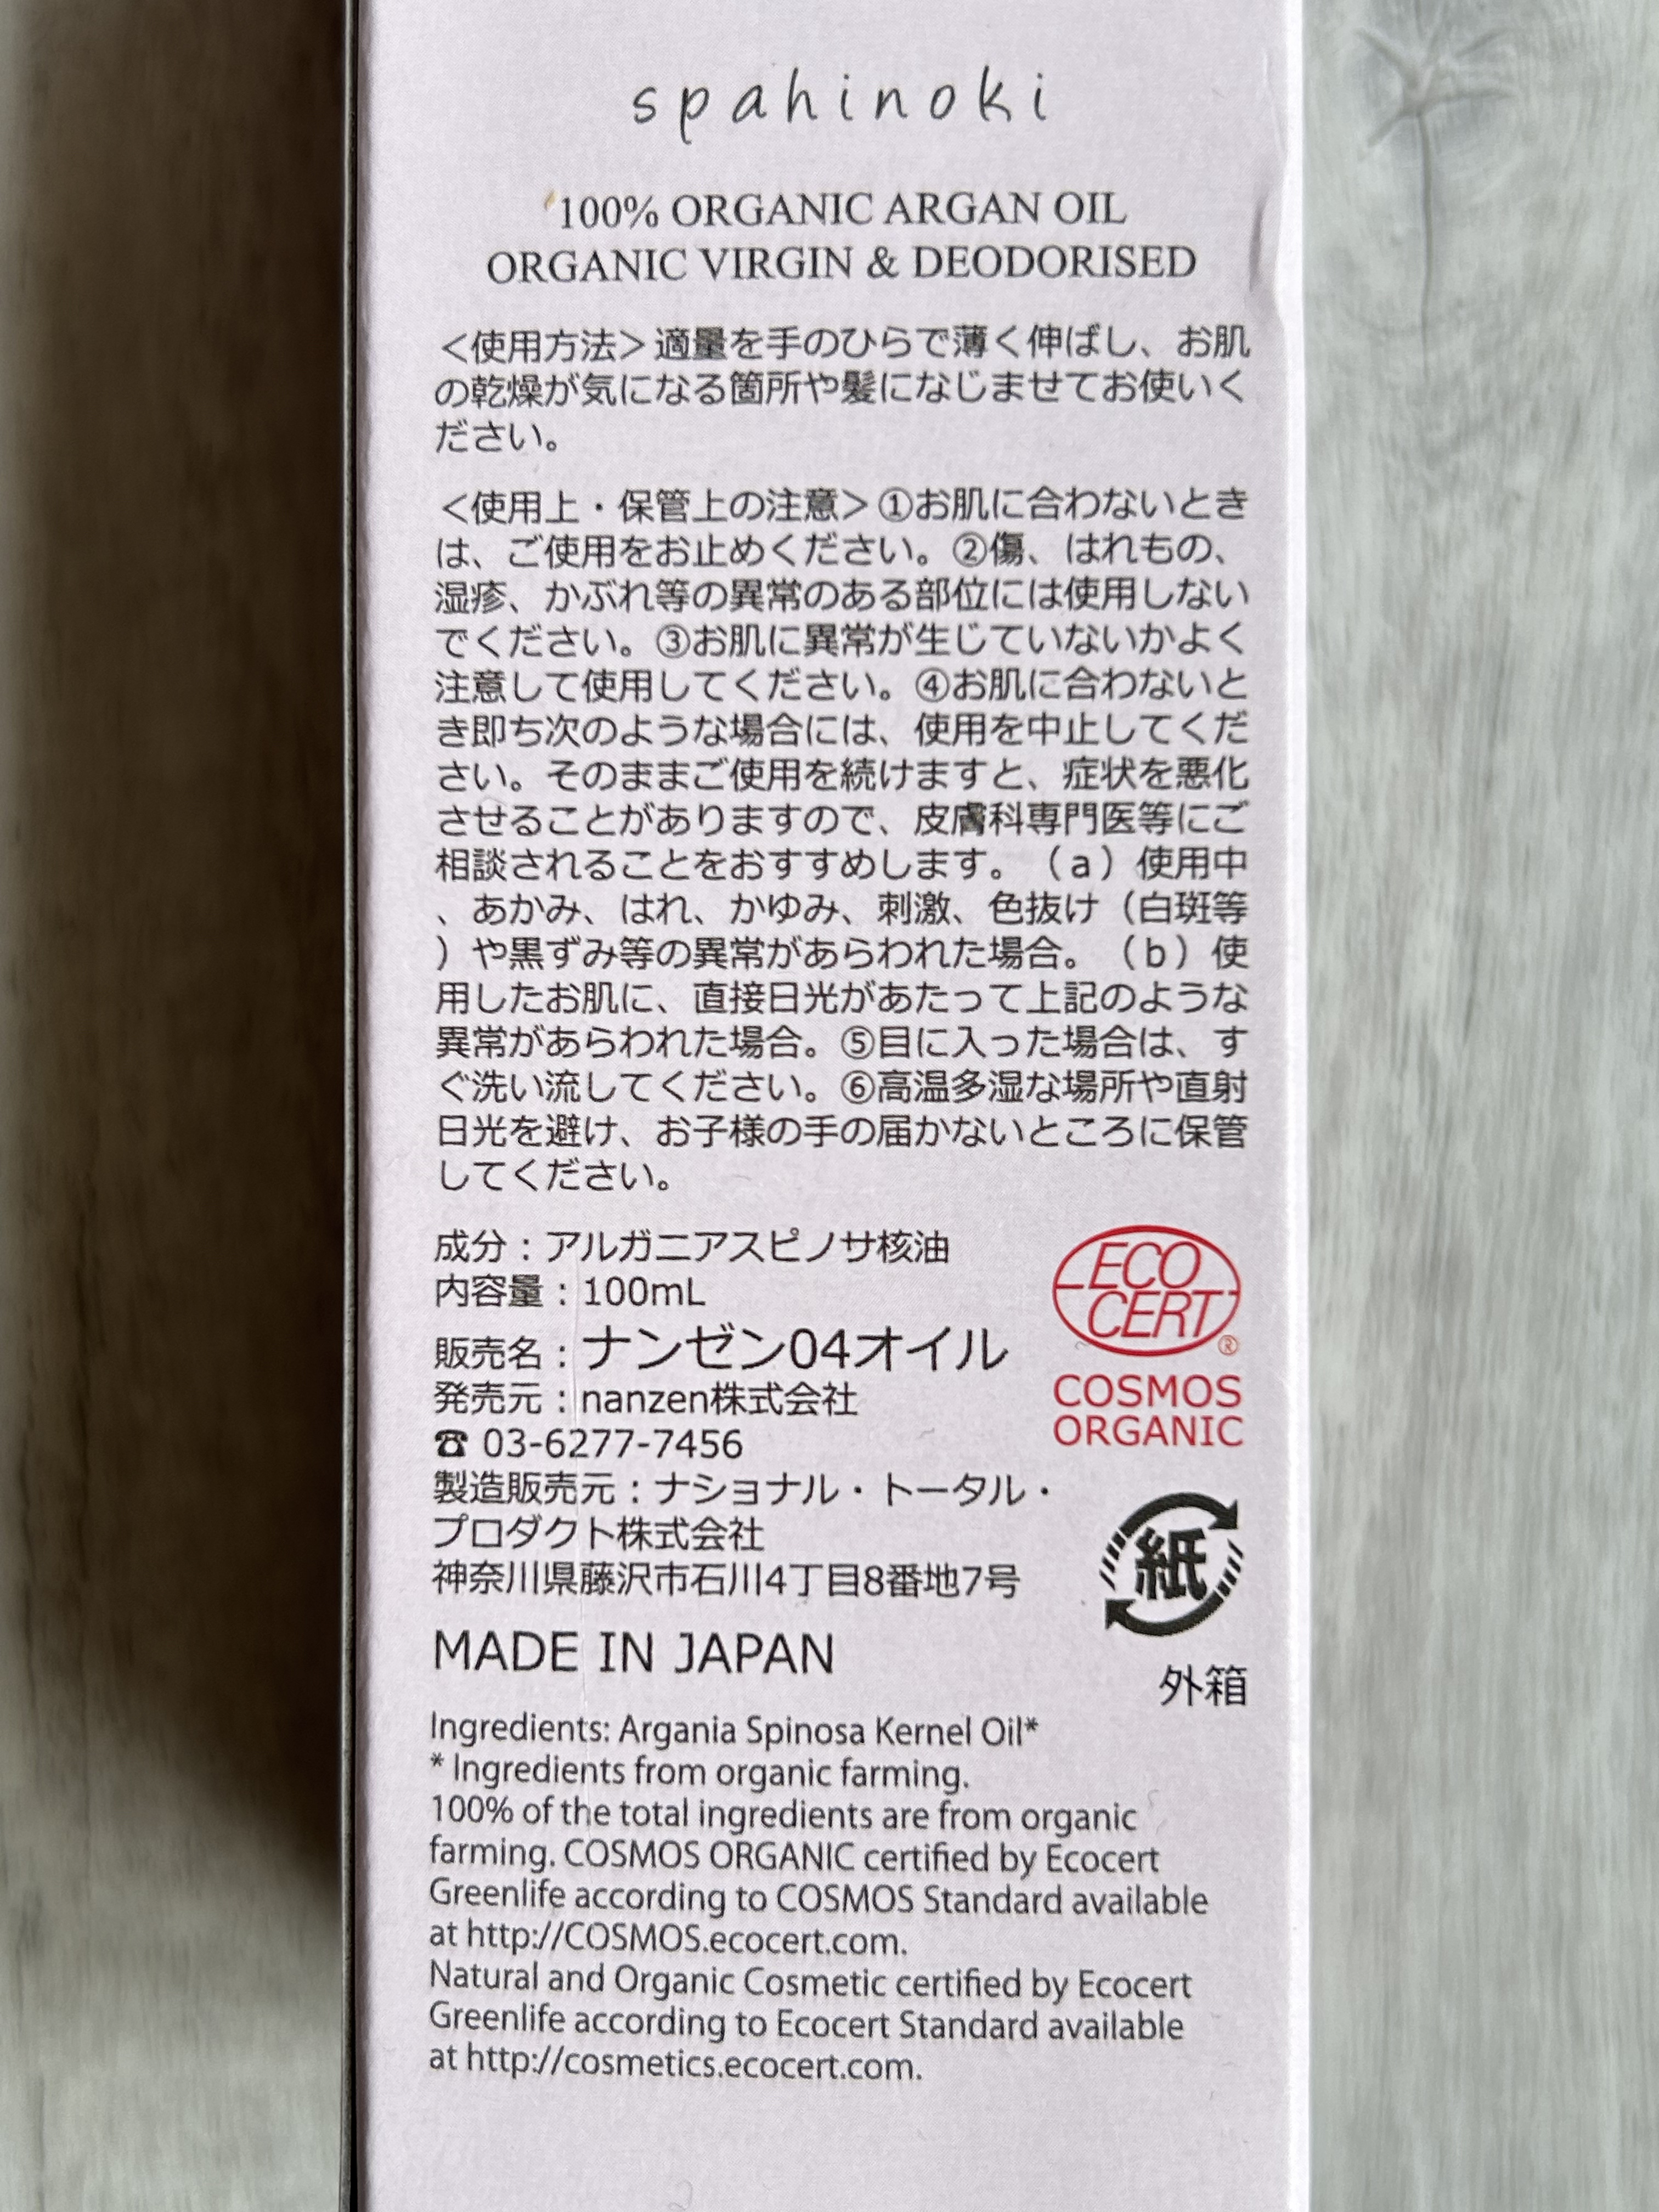 spahinoki
100% ORGANIC ARGAN OIL
ORGANIC VIRGIN & DEODORISED
＜使用方法＞適量を手のひらで薄く伸ばし、お肌
の乾燥が気になる箇所や髪になじませてお使いく
ださい。
＜使用上・保管上の注意＞①お肌に合わないとき
は、ご使用をお止めください。②傷、はれもの、
湿疹、かぶれ等の異常のある部位には使用しない
でください。③お肌に異常が生じていないかよく
注意して使用してください。④お肌に合わないと
き即ち次のような場合には、使用を中止してくだ
さい。そのままご使用を続けますと、症状を悪化
させることがありますので、皮膚科専門医等にご
相談されることをおすすめします。（a）使用中
、あかみ、はれ、かゆみ、刺激、色抜け（白斑等
）や黒ずみ等の異常があらわれた場合。（b）使
用したお肌に、直接日光があたって上記のような
異常があらわれた場合。⑤目に入った場合は、す
ぐ洗い流してください。⑥高温多湿な場所や直射
日光を避け、お子様の手の届かないところに保管
してください。
成分：アルガニアスピノサ核油
内容量：100mL
販売名：ナンゼン04オイル
発売元：nanzen株式会社
☎ 03-6277-7456
製造販売元：ナショナル・トータル・
プロダクト株式会社
神奈川県藤沢市石川4丁目8番地7号
MADE IN JAPAN
ECO
CERT®
COSMOS
ORGANIC
紙
外箱
Ingredients: Argania Spinosa Kernel Oil*
* Ingredients from organic farming.
100% of the total ingredients are from organic
farming. COSMOS ORGANIC certified by Ecocert
Greenlife according to COSMOS Standard available
at http://COSMOS.ecocert.com.
Natural and Organic Cosmetic certified by Ecocert
Greenlife according to Ecocert Standard available
at http://cosmetics.ecocert.com.